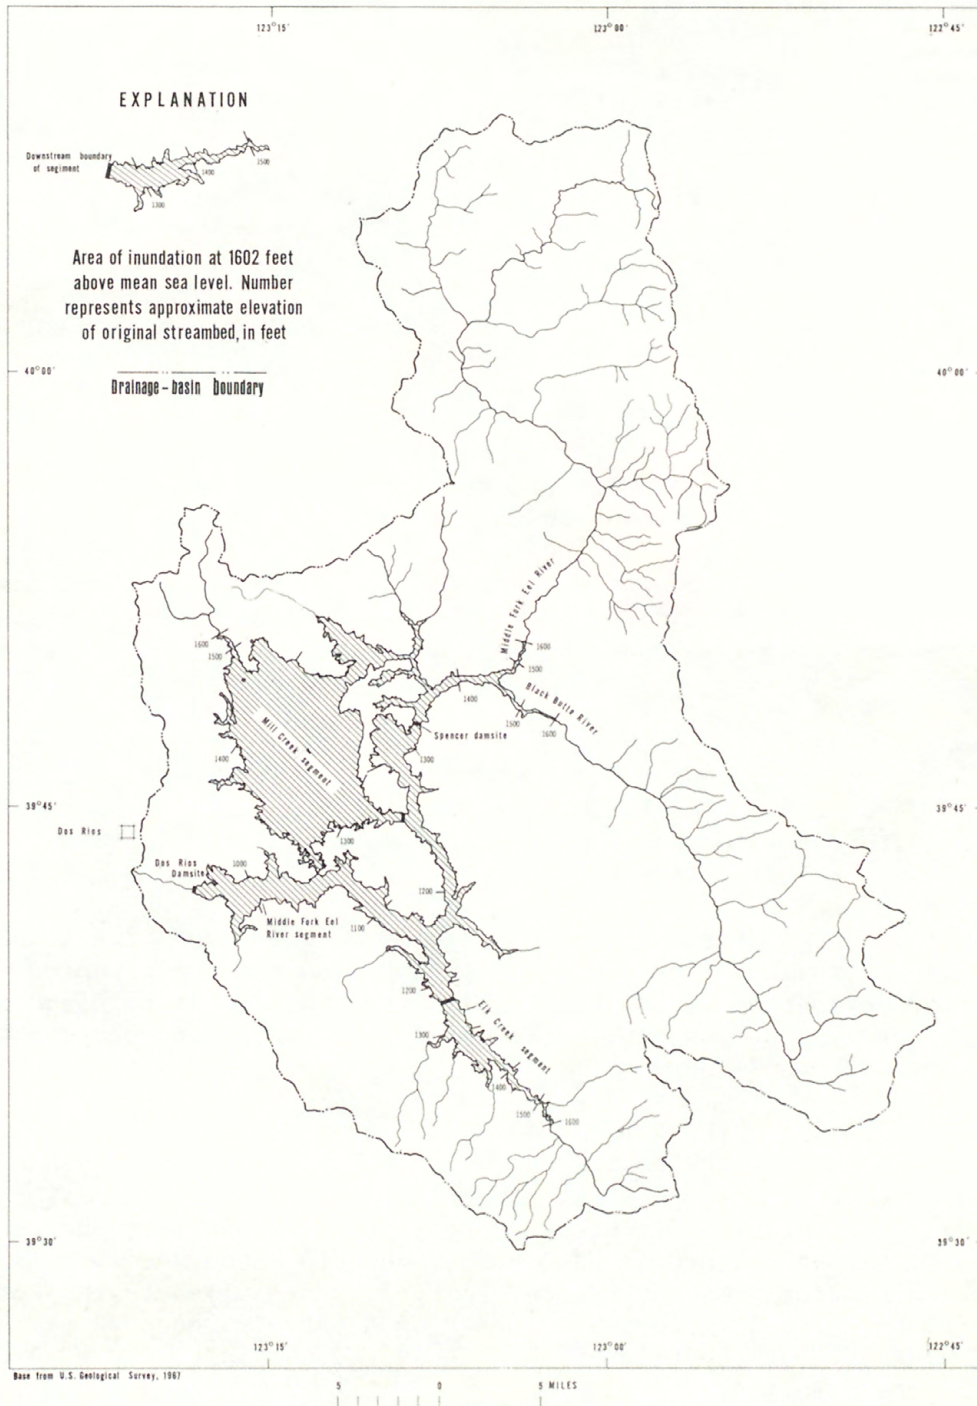 123°15'
123°00'
122°45'
EXPLANATION
Downstream boundary
of segiment
1500
1400
1300
Area of inundation at 1602 feet
above mean sea level. Number
represents approximate elevation
of original streambed, in feet
40°00'
40°00'
Drainage-basin boundary
Middle Fork Eel River
1600
1500
1600
1500
1400
Black Butte River
1500
1600
Mill Creek segment
Spencer damsite
1400
1300
39°45'
39°45'
Dos Rios
1300
Dos Rios
Damsite
1000
1200
Middle Fork Eel
River segment
1100
1200
Elk Creek segment
1300
1400
1500
1600
39°30'
39°30'
123°15'
123°00'
122°45'
Base from U.S. Geological Survey, 1967
5 0 5 MILES